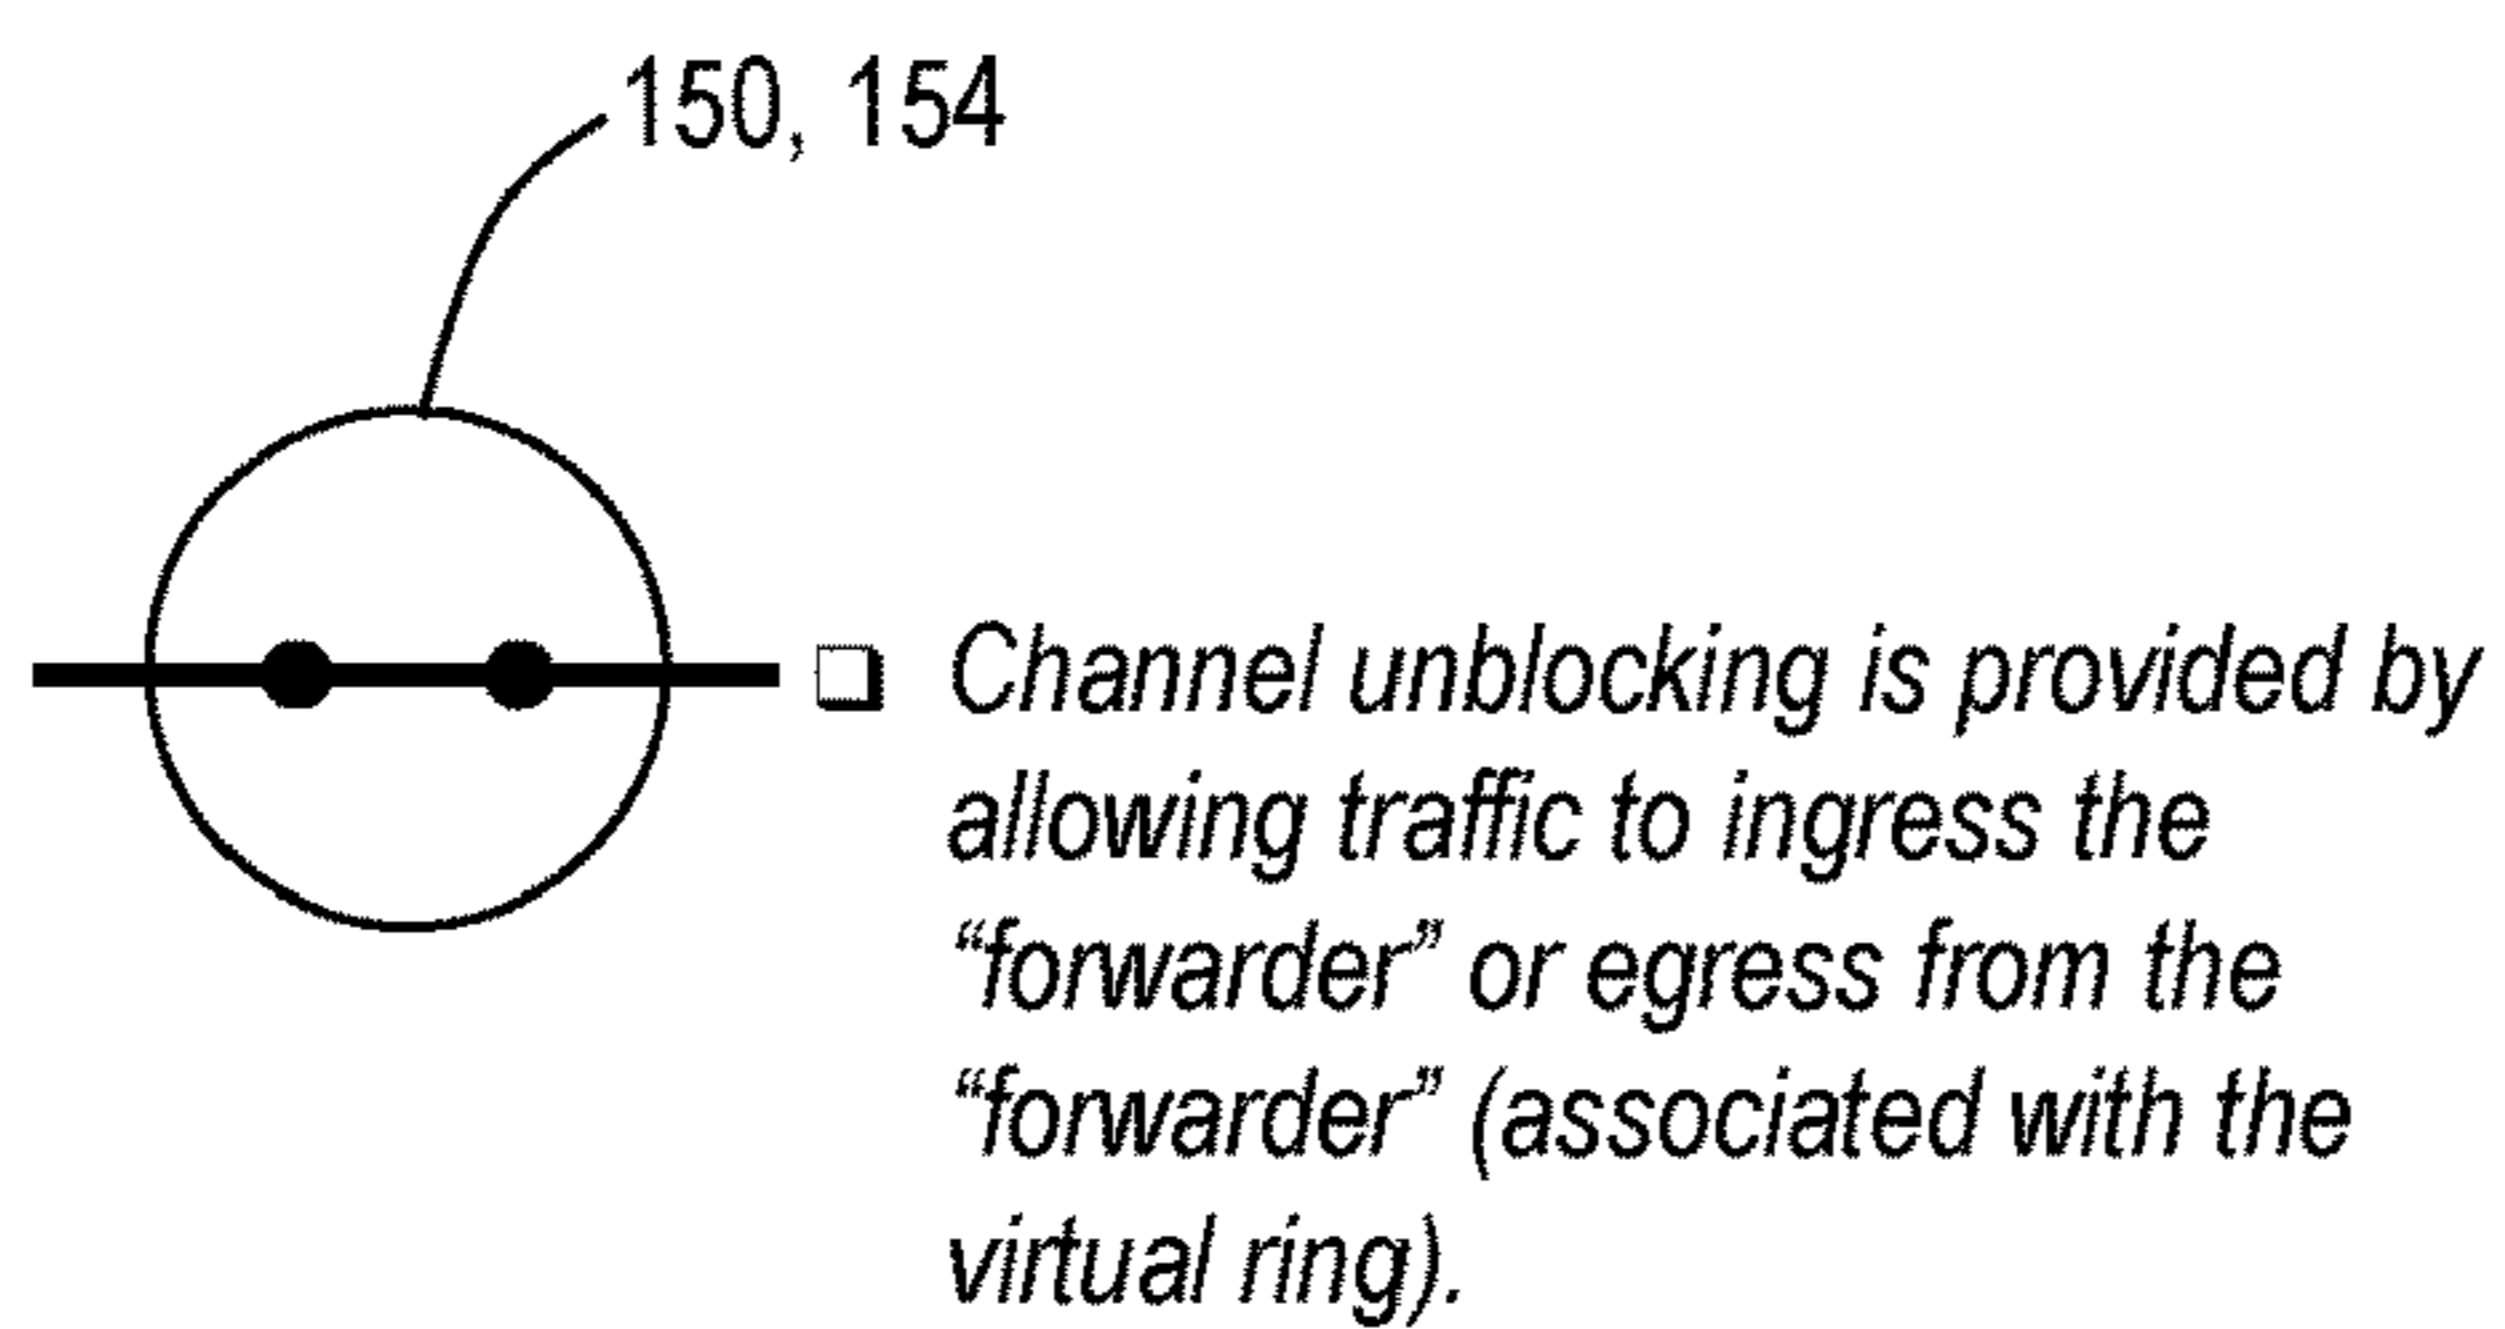 150, 154
❑ Channel unblocking is provided by
allowing traffic to ingress the
“forwarder” or egress from the
“forwarder” (associated with the
virtual ring).